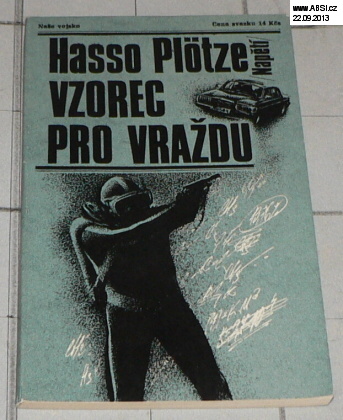 www.ABSI.cz
22.09.2013
Naše vojsko
Cena svazku 14 Kčs
Hasso Plötze
Napětí
VZOREC
PRO VRAŽDU